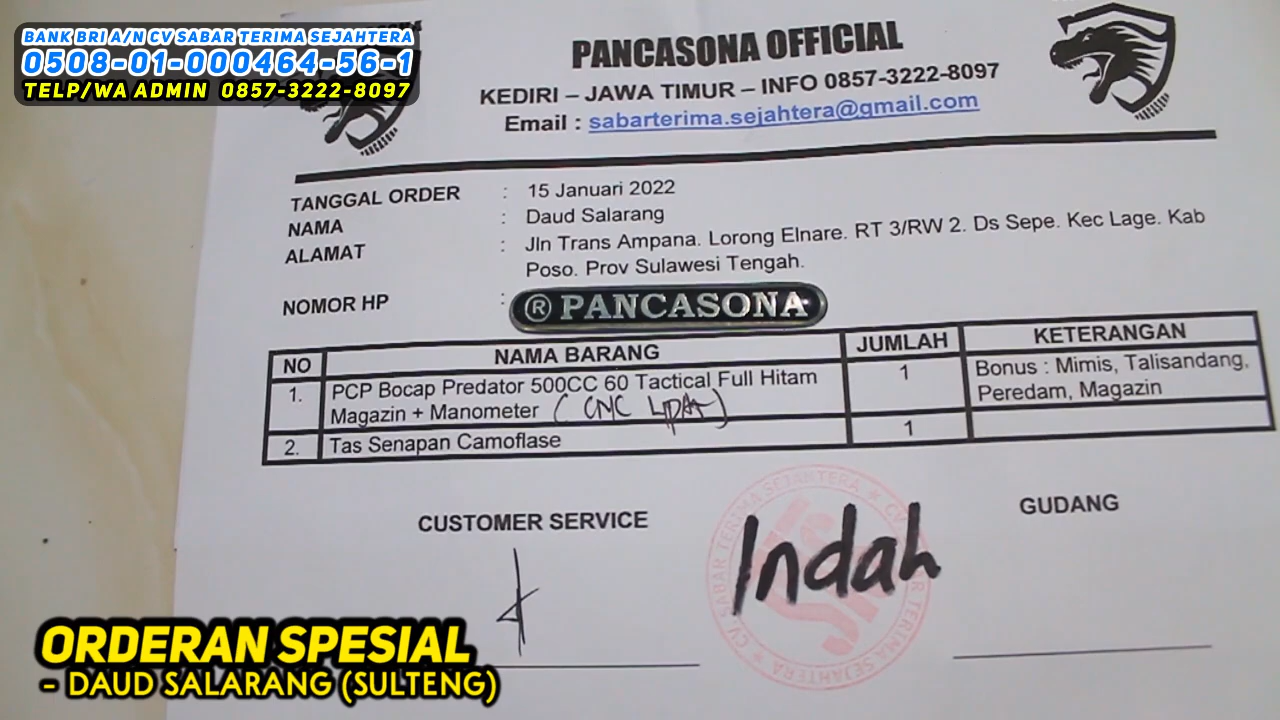 BANK BRI A/N CV SABAR TERIMA SEJAHTERA
0508-01-000464-56-1
TELP/WA ADMIN 0857-3222-8097
PANCASONA OFFICIAL
KEDIRI – JAWA TIMUR – INFO 0857-3222-8097
Email : sabarterima.sejahtera@gmail.com
TANGGAL ORDER : 15 Januari 2022
NAMA : Daud Salarang
ALAMAT : Jln Trans Ampana. Lorong Elnare. RT 3/RW 2. Ds Sepe. Kec Lage. Kab
Poso. Prov Sulawesi Tengah.
NOMOR HP :
® PANCASONA
NO NAMA BARANG JUMLAH KETERANGAN
1. PCP Bocap Predator 500CC 60 Tactical Full Hitam 1 Bonus : Mimis, Talisandang,
Magazin + Manometer (CNC LIPAT) Peredam, Magazin
2. Tas Senapan Camoflase 1
CUSTOMER SERVICE GUDANG
Indah
CV SABAR TERIMA SEJAHTERA
ORDERAN SPESIAL
- DAUD SALARANG (SULTENG)